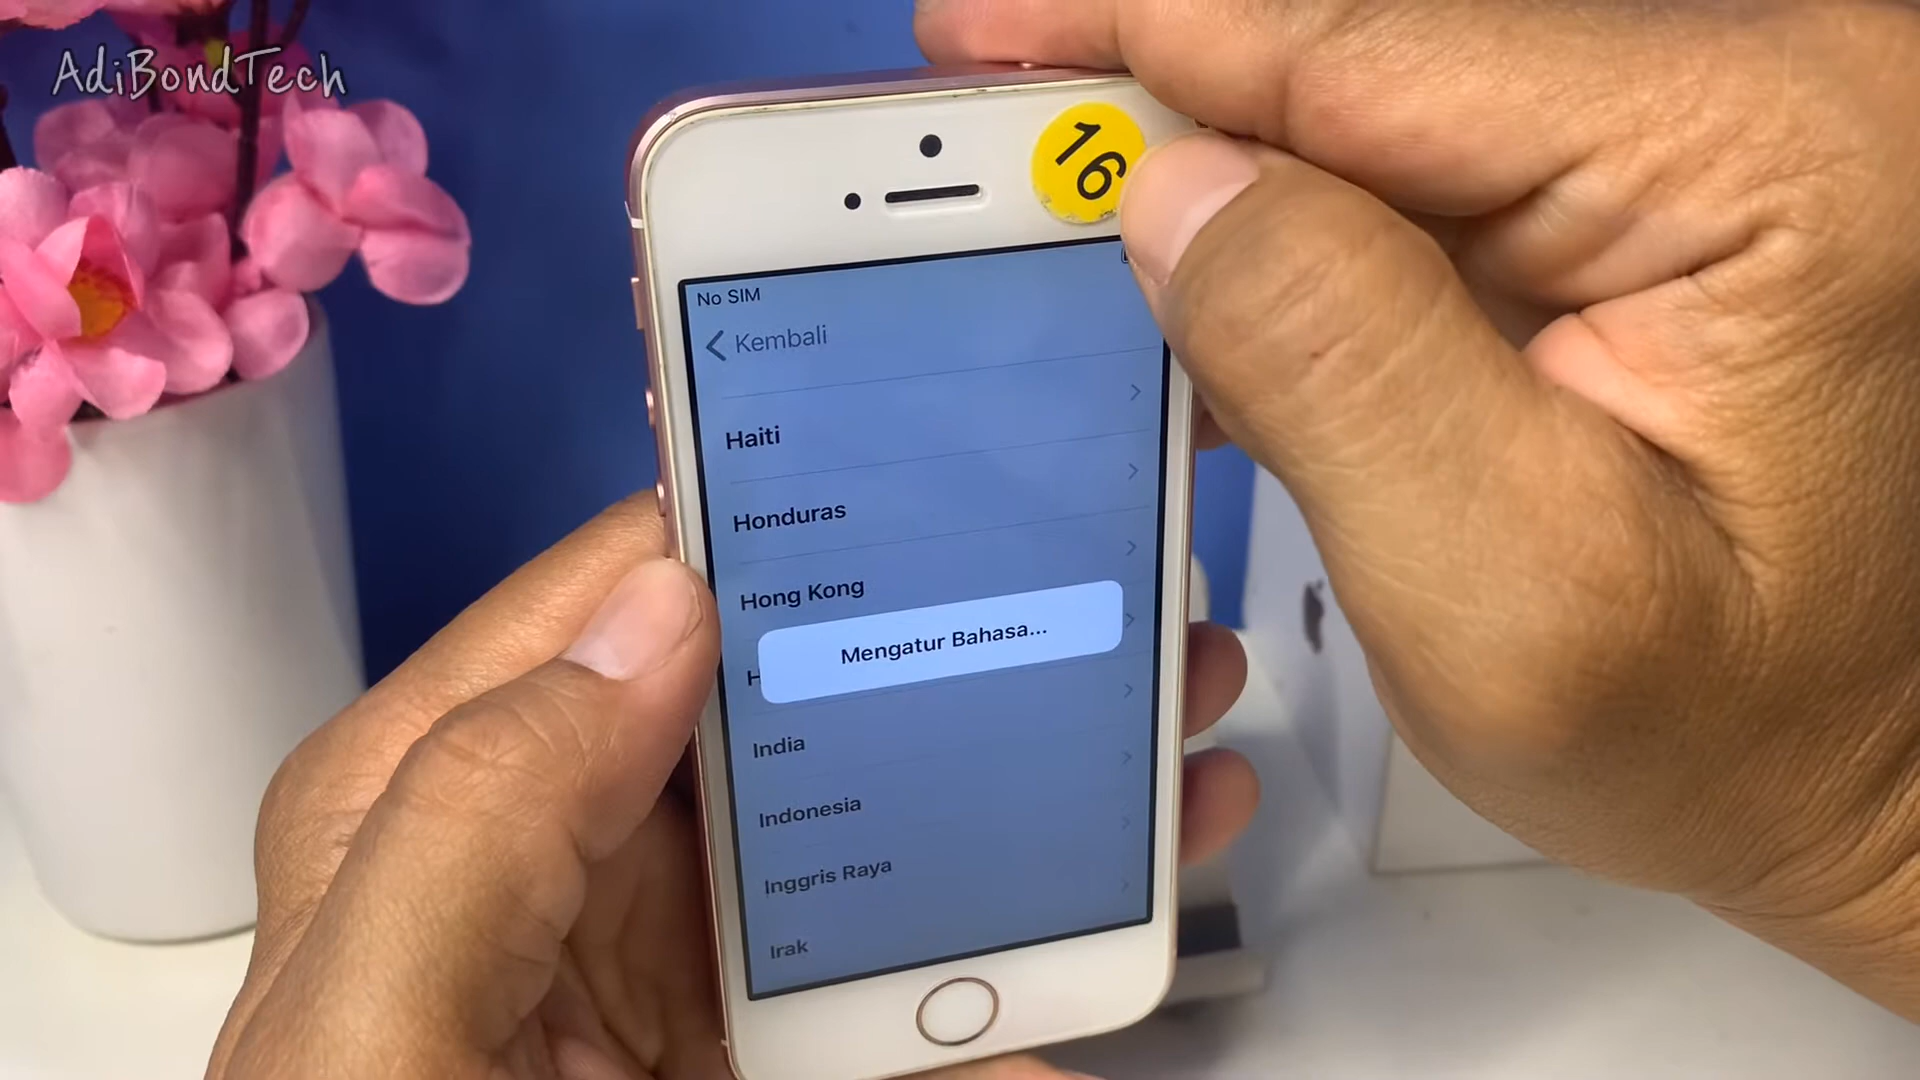 AdiBondTech
16
No SIM
Kembali
Haiti
Honduras
Hong Kong
Mengatur Bahasa...
H
India
Indonesia
Inggris Raya
Irak